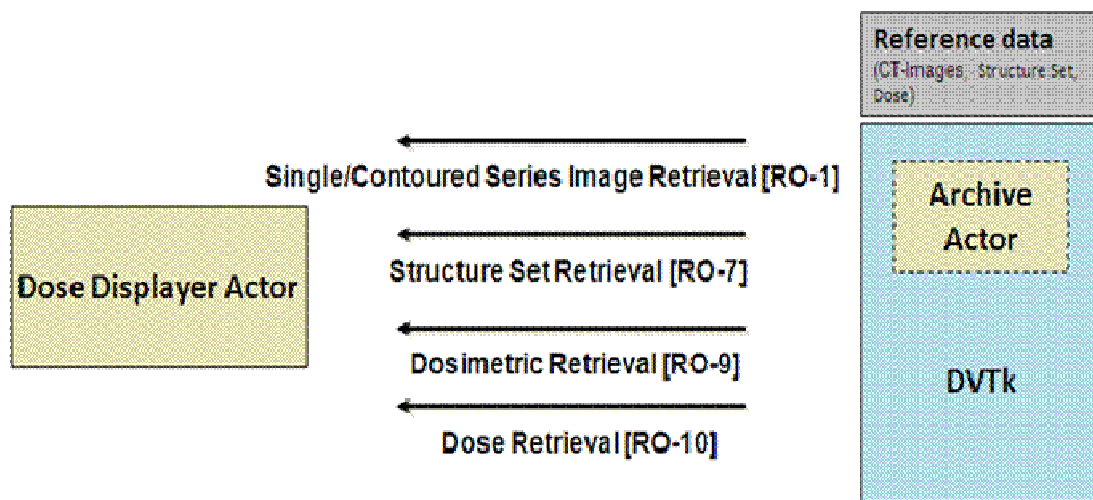 Reference data
(CT-Images, Structure Set,
Dose)
Single/Contoured Series Image Retrieval [RO-1]
Archive
Actor
Structure Set Retrieval [RO-7]
Dose Displayer Actor
Dosimetric Retrieval [RO-9]
DVTk
Dose Retrieval [RO-10]